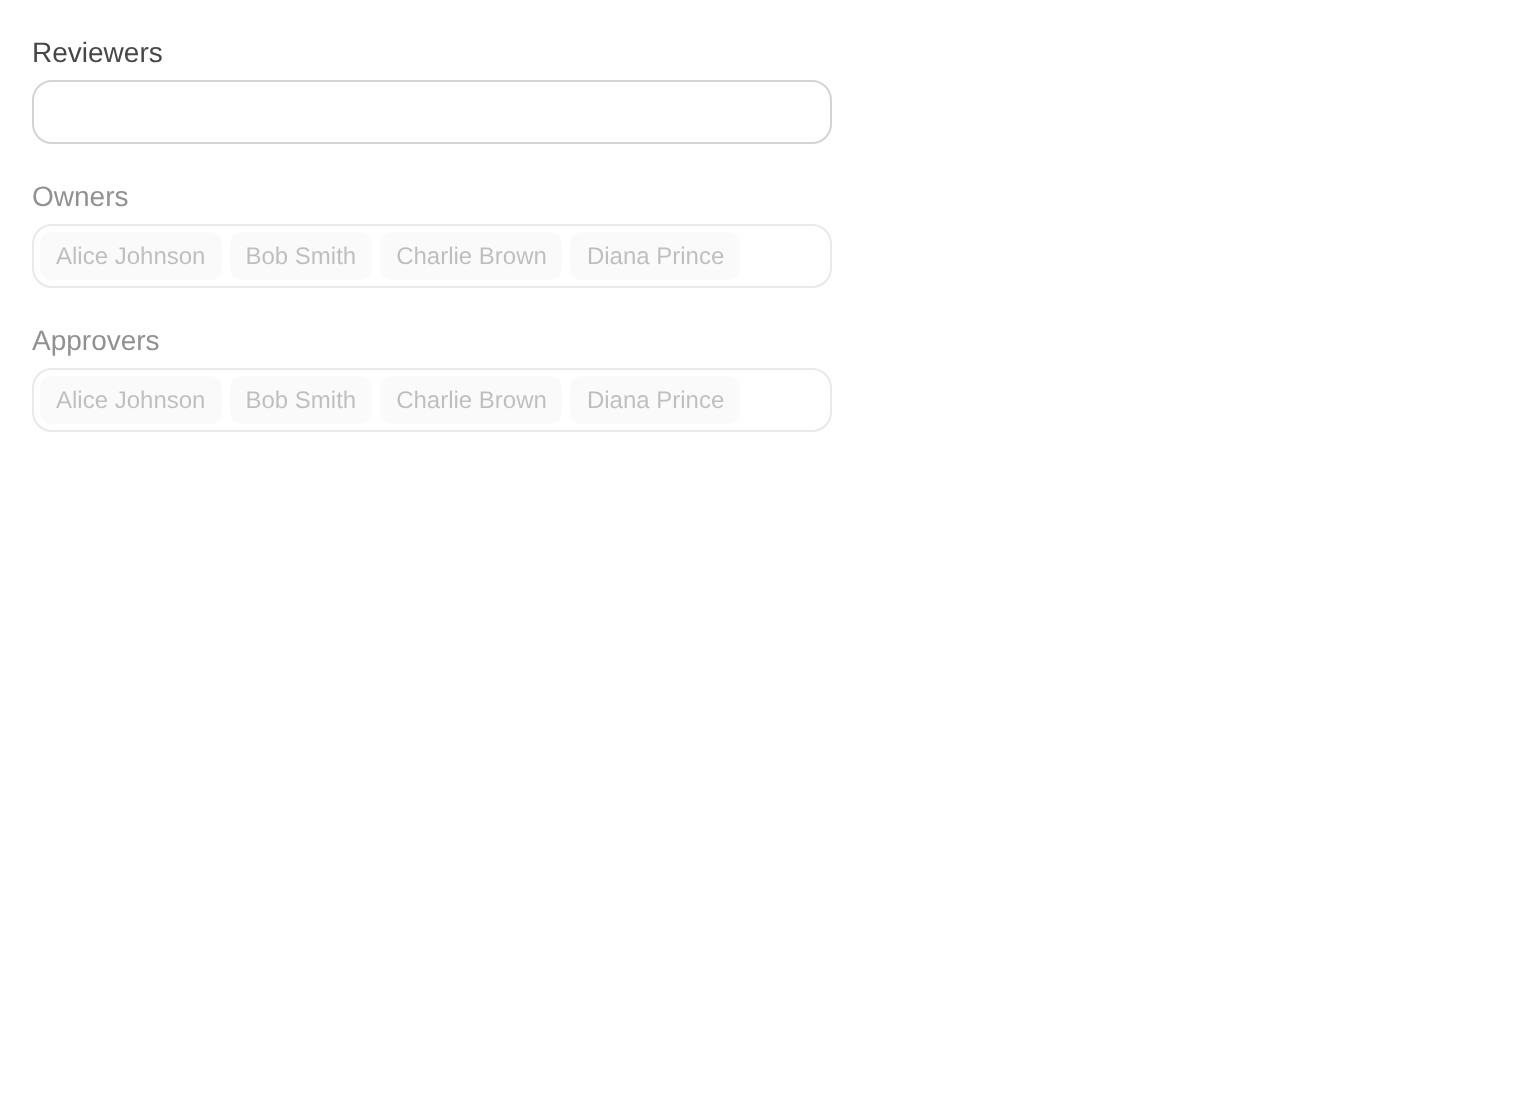 Reviewers
Owners
Alice Johnson Bob Smith Charlie Brown Diana Prince
Approvers
Alice Johnson Bob Smith Charlie Brown Diana Prince